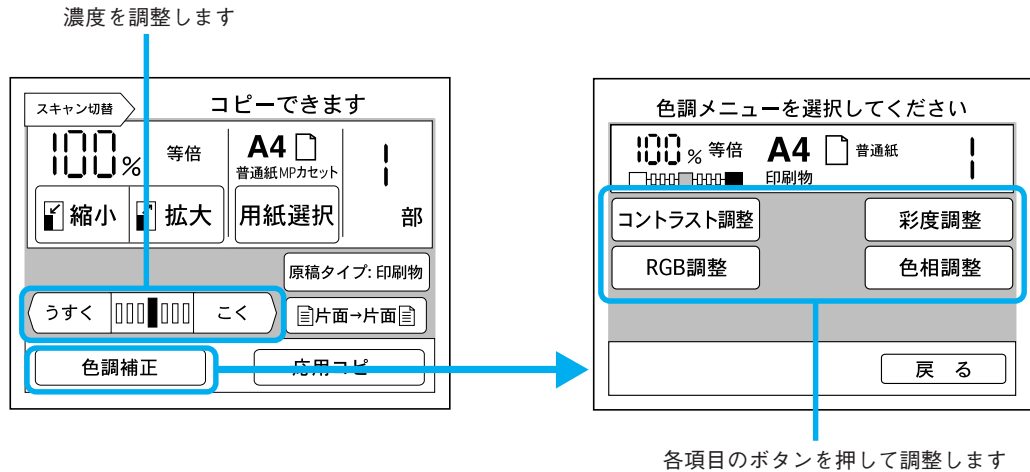 濃度を調整します
スキャン切替
コピーできます
100% 等倍
A4
普通紙 MPカセット
1
縮小
拡大
用紙選択
部
原稿タイプ: 印刷物
うすく
こく
片面→片面
色調補正
応用コピー
色調メニューを選択してください
100% 等倍
A4
普通紙
印刷物
1
コントラスト調整
彩度調整
RGB調整
色相調整
戻 る
各項目のボタンを押して調整します